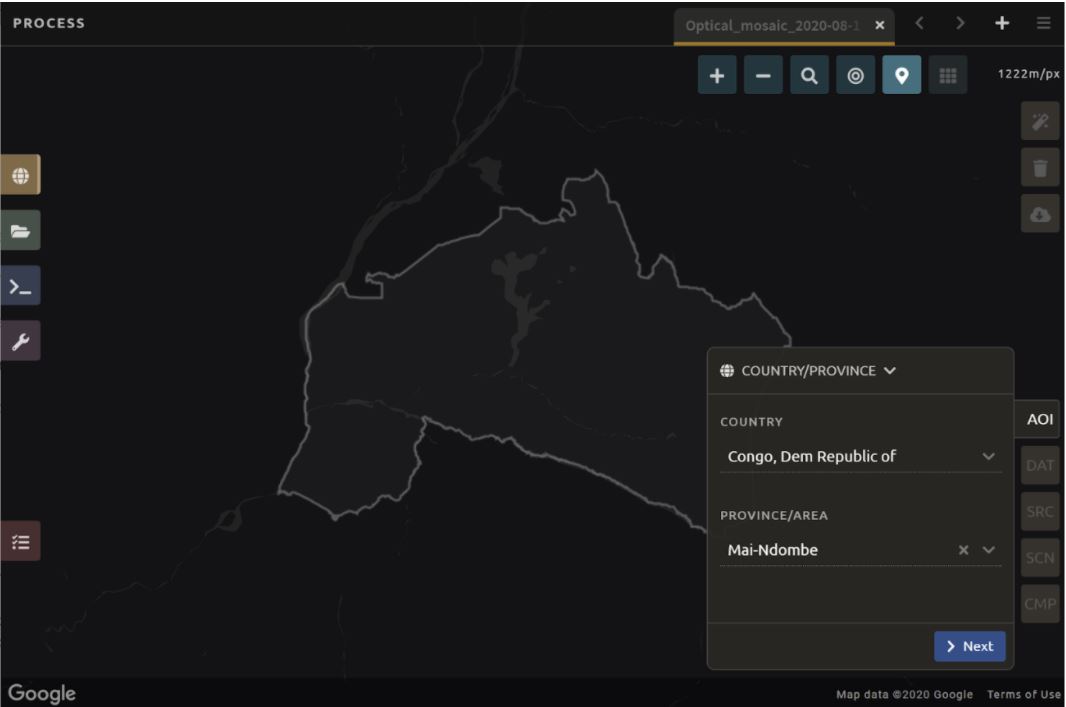 PROCESS
Optical_mosaic_2020-08-1
1222m/px
COUNTRY/PROVINCE
COUNTRY
Congo, Dem Republic of
PROVINCE/AREA
Mai-Ndombe
Next
AOI
DAT
SRC
SCN
CMP
Google
Map data ©2020 Google
Terms of Use